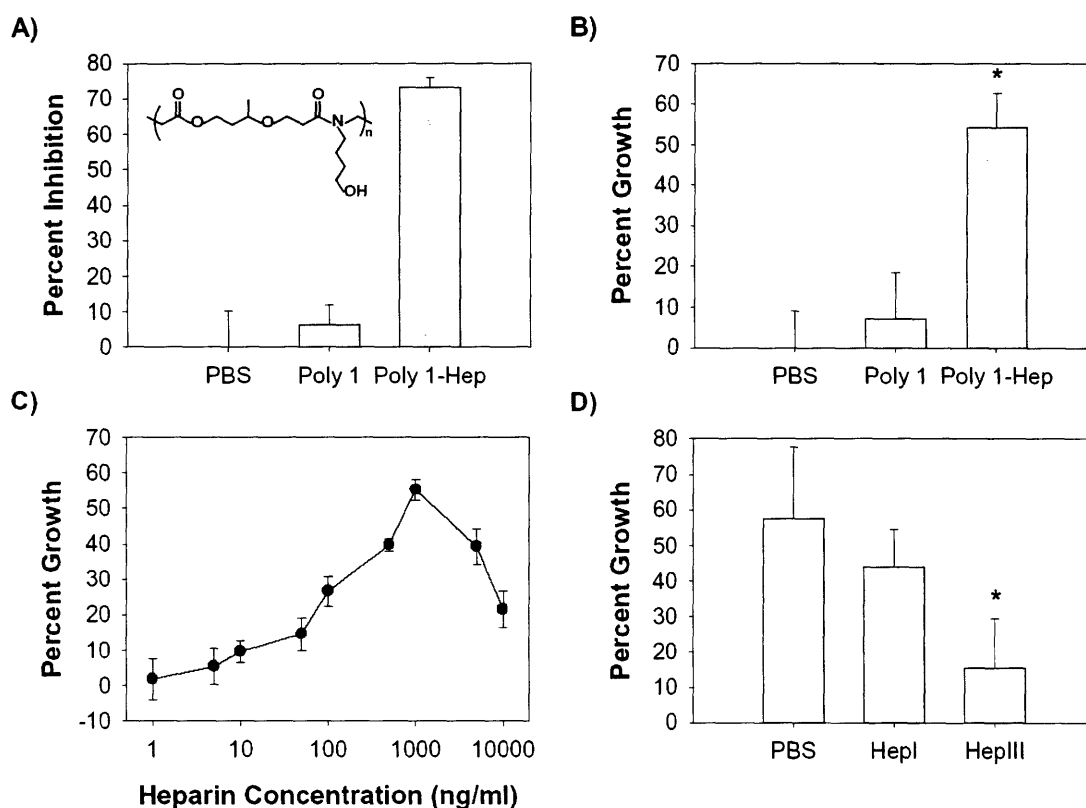 A)
Percent Inhibition
80
70
60
50
40
30
20
10
0
O
O
O
O
N
n
OH
PBS Poly 1 Poly 1-Hep
B)
Percent Growth
70
60
50
40
30
20
10
0
*
PBS Poly 1 Poly 1-Hep
C)
Percent Growth
70
60
50
40
30
20
10
0
-10
1 10 100 1000 10000
Heparin Concentration (ng/ml)
D)
Percent Growth
80
70
60
50
40
30
20
10
0
*
PBS HepI HepIII